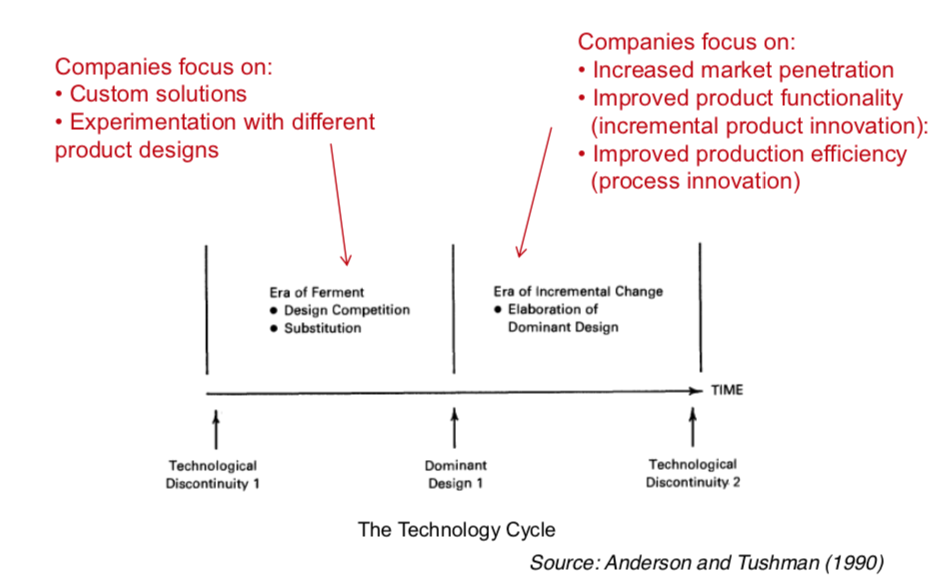 Companies focus on:
• Custom solutions
• Experimentation with different
product designs
Companies focus on:
• Increased market penetration
• Improved product functionality
(incremental product innovation):
• Improved production efficiency
(process innovation)
Era of Ferment
● Design Competition
● Substitution
Era of Incremental Change
● Elaboration of
Dominant Design
TIME
Technological
Discontinuity 1
Dominant
Design 1
Technological
Discontinuity 2
The Technology Cycle
Source: Anderson and Tushman (1990)